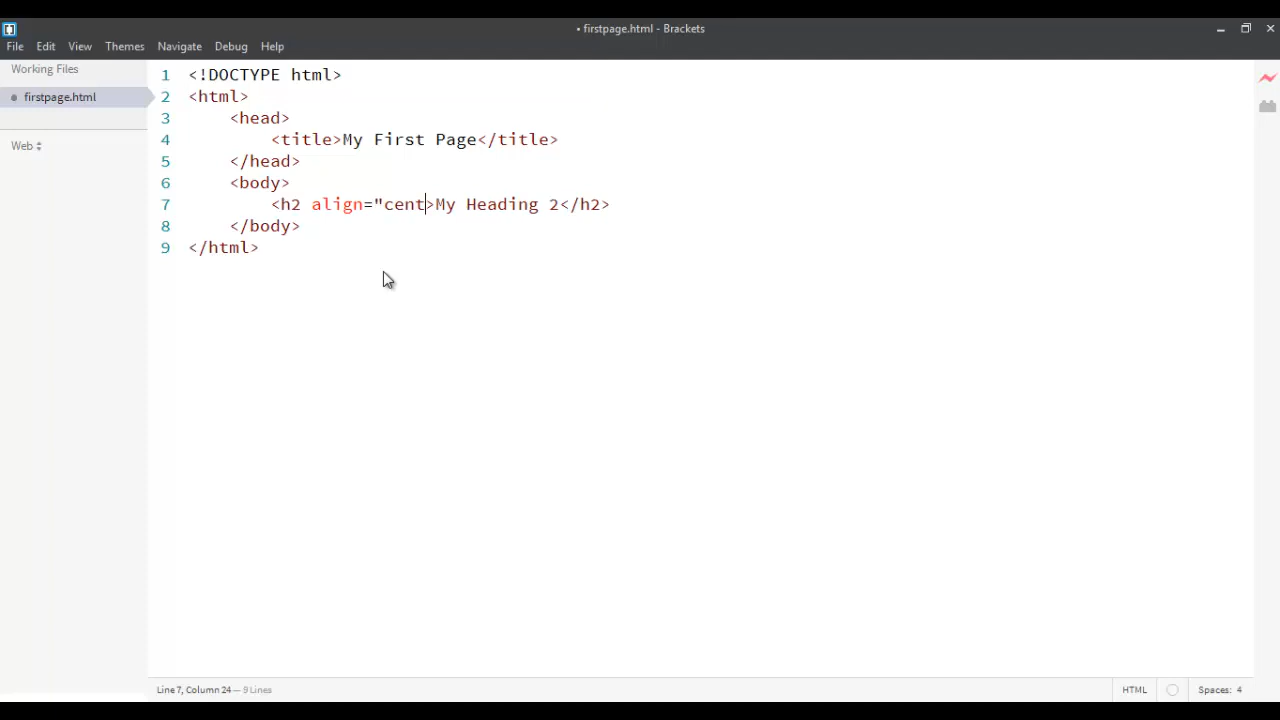 • firstpage.html - Brackets
File Edit View Themes Navigate Debug Help
Working Files
firstpage.html
Web
1 <!DOCTYPE html>
2 <html>
3 <head>
4 <title>My First Page</title>
5 </head>
6 <body>
7 <h2 align="cent>My Heading 2</h2>
8 </body>
9 </html>
Line 7, Column 24 — 9 Lines
HTML
Spaces: 4